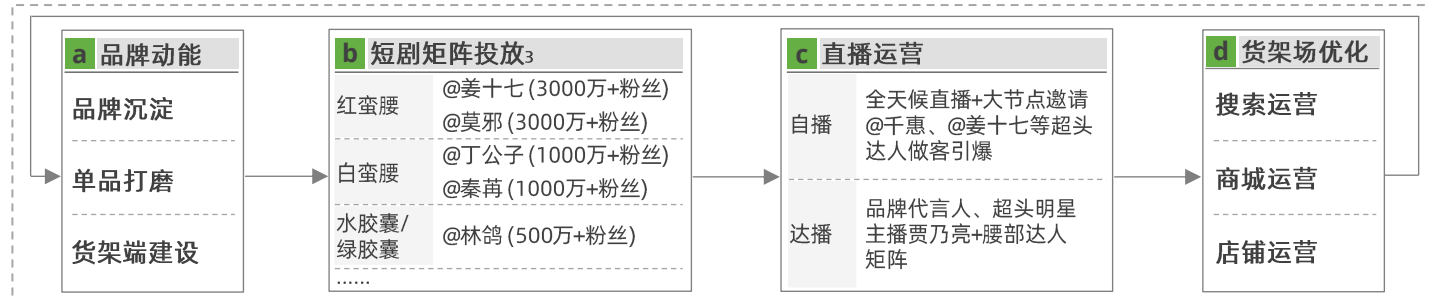 a 品牌动能
品牌沉淀
单品打磨
货架端建设
b 短剧矩阵投放3
红蛮腰
@姜十七 (3000万+粉丝)
@莫邪 (3000万+粉丝)
白蛮腰
@丁公子 (1000万+粉丝)
@秦苒 (1000万+粉丝)
水胶囊/
绿胶囊
@林鸽 (500万+粉丝)
......
c 直播运营
自播
全天候直播+大节点邀请
@千惠、@姜十七等超头
达人做客引爆
达播
品牌代言人、超头明星
主播贾乃亮+腰部达人
矩阵
d 货架场优化
搜索运营
商城运营
店铺运营